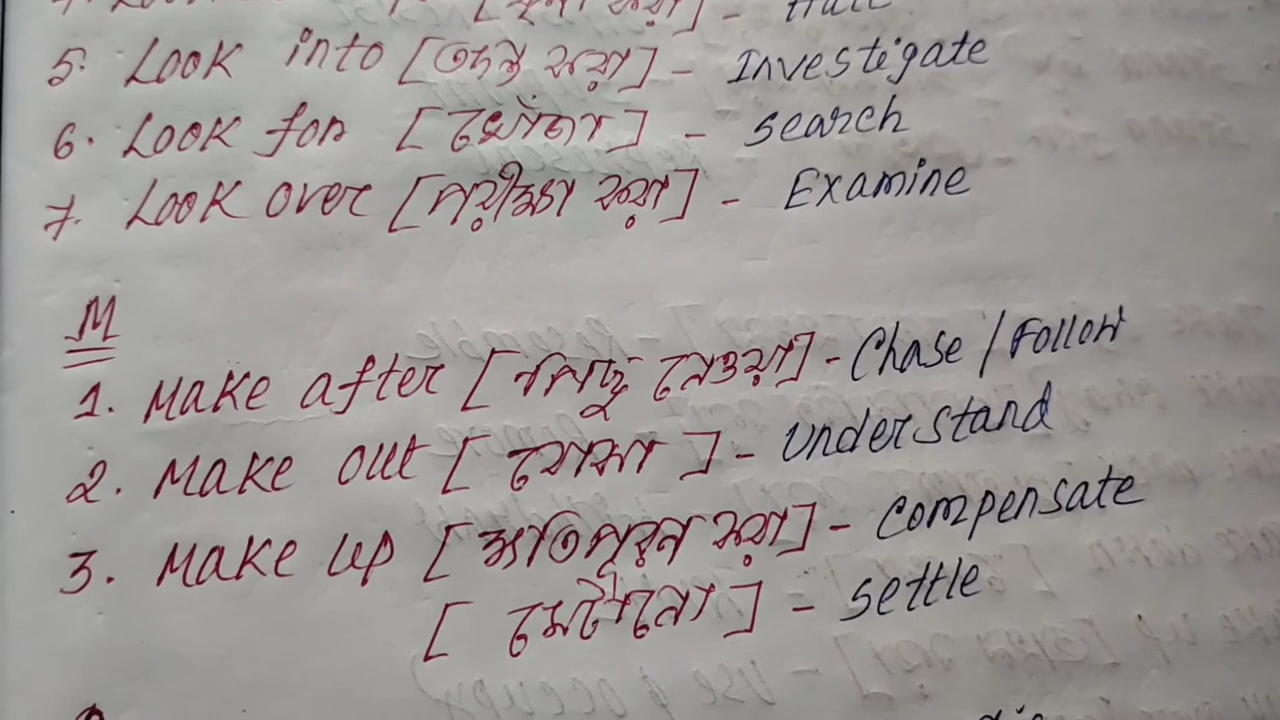 5. Look into [তদন্ত করা] - Investigate
6. Look for [খোঁজা] - search
7. Look over [পরীক্ষা করা] - Examine
M
1. Make after [পিছু নেওয়া] - Chase / Follow
2. Make out [বোঝা] - Understand
3. Make up [ক্ষতিপূরন করা] - Compensate
[মেটানো] - settle